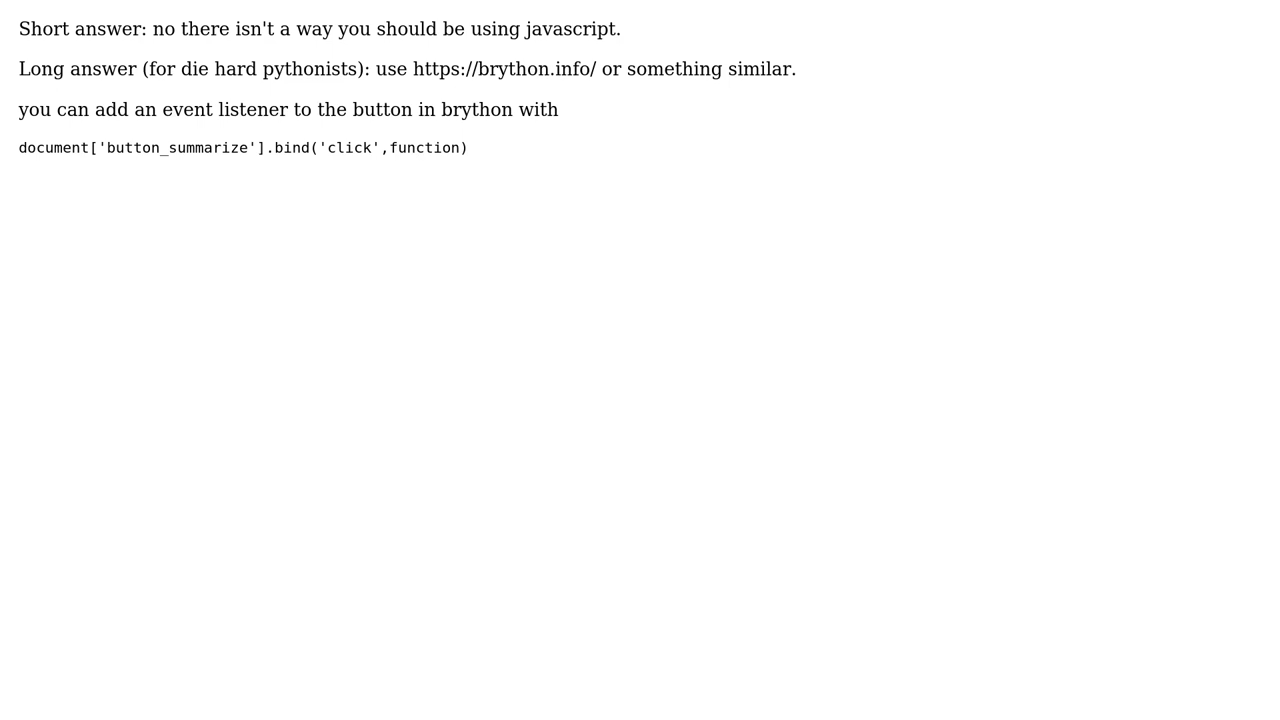 Short answer: no there isn't a way you should be using javascript.
Long answer (for die hard pythonists): use https://brython.info/ or something similar.
you can add an event listener to the button in brython with
document['button_summarize'].bind('click',function)